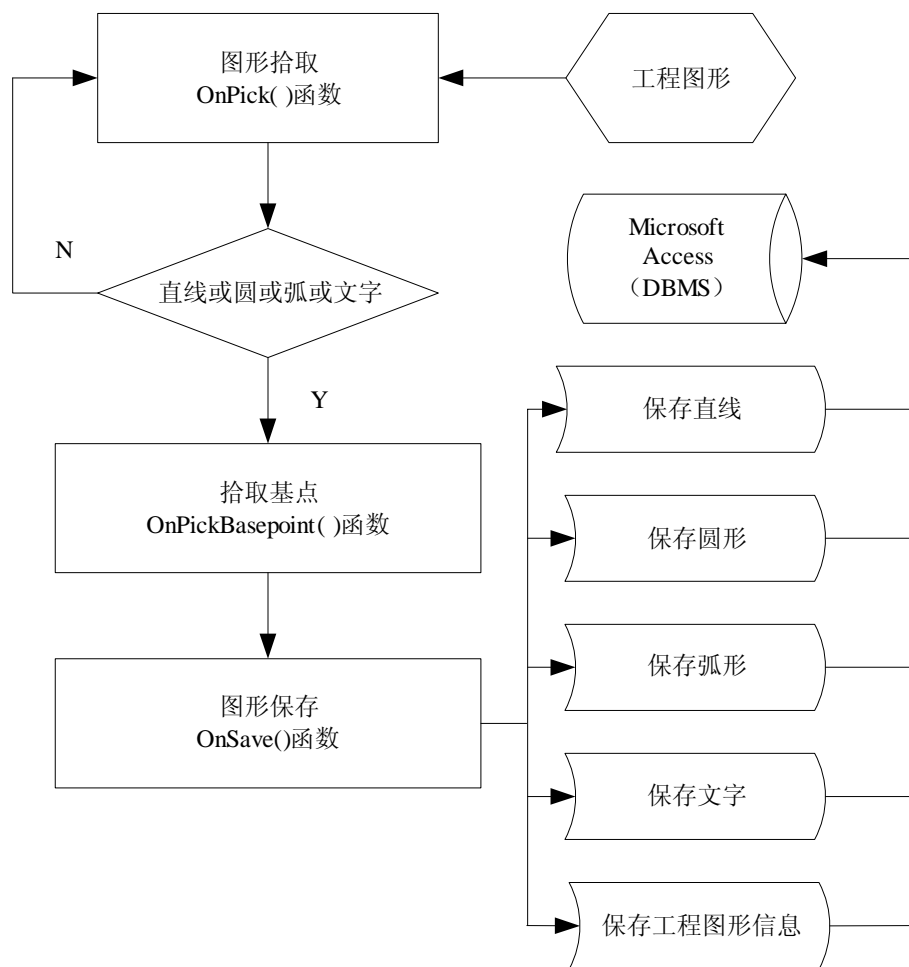 图形拾取
OnPick( )函数
工程图形
Microsoft
Access
（DBMS）
N
直线或圆或弧或文字
Y
保存直线
拾取基点
OnPickBasepoint( )函数
保存圆形
保存弧形
图形保存
OnSave()函数
保存文字
保存工程图形信息